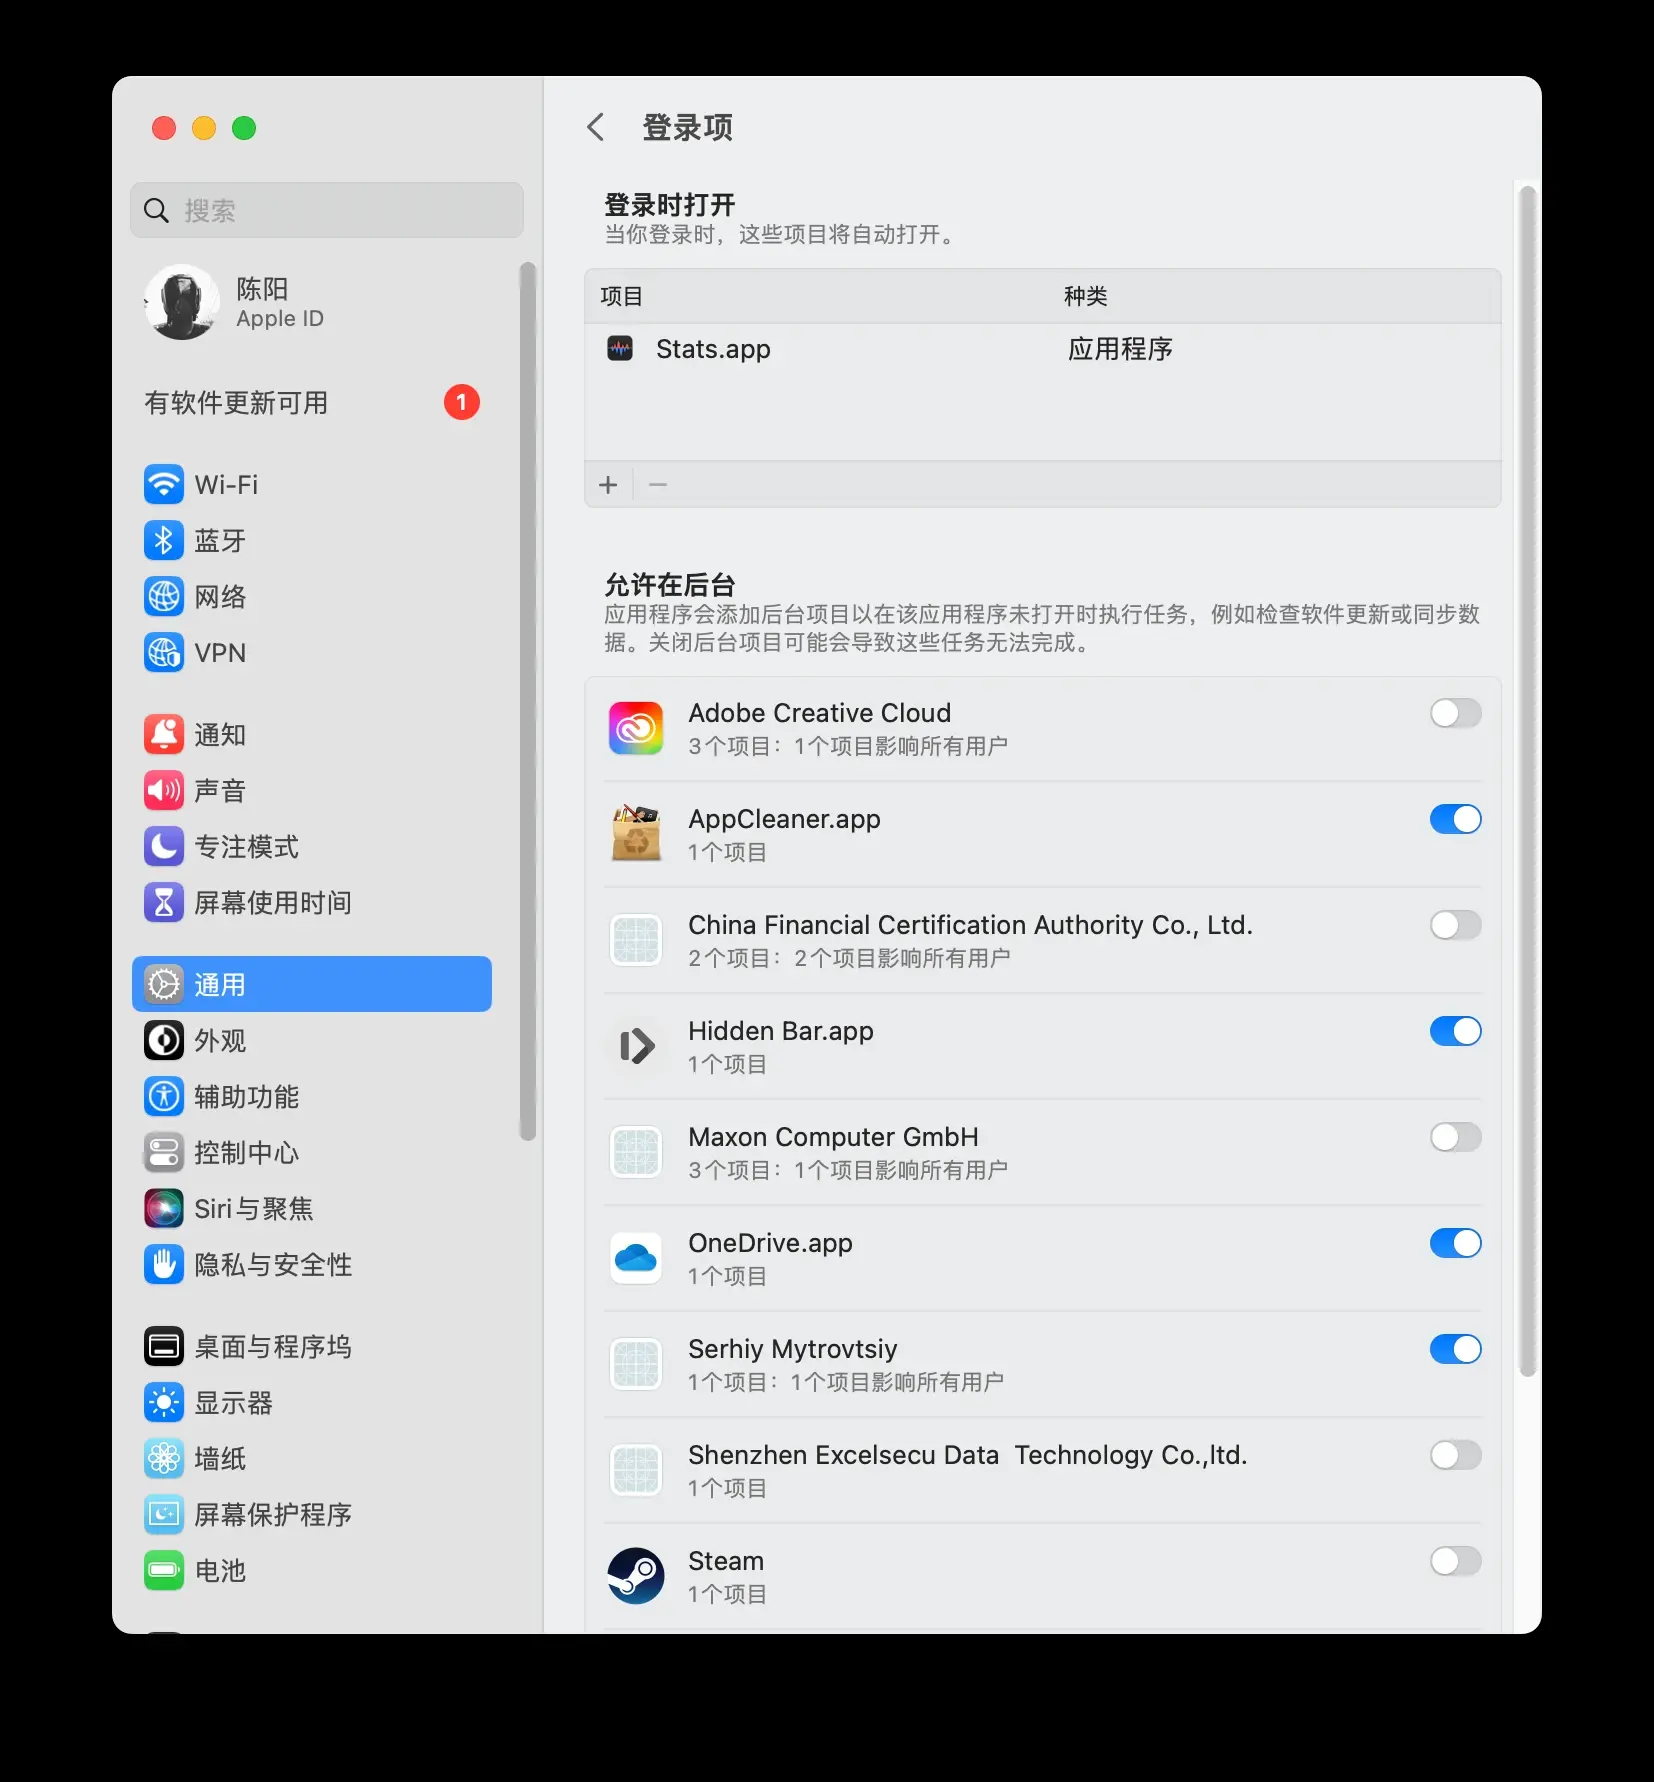 搜索
陈阳
Apple ID
有软件更新可用
1
Wi-Fi
蓝牙
网络
VPN
通知
声音
专注模式
屏幕使用时间
通用
外观
辅助功能
控制中心
Siri与聚焦
隐私与安全性
桌面与程序坞
显示器
墙纸
屏幕保护程序
电池
登录项
登录时打开
当你登录时，这些项目将自动打开。
项目 种类
Stats.app 应用程序
允许在后台
应用程序会添加后台项目以在该应用程序未打开时执行任务，例如检查软件更新或同步数
据。关闭后台项目可能会导致这些任务无法完成。
Adobe Creative Cloud
3个项目：1个项目影响所有用户
AppCleaner.app
1个项目
China Financial Certification Authority Co., Ltd.
2个项目：2个项目影响所有用户
Hidden Bar.app
1个项目
Maxon Computer GmbH
3个项目：1个项目影响所有用户
OneDrive.app
1个项目
Serhiy Mytrovtsiy
1个项目：1个项目影响所有用户
Shenzhen Excelsecu Data  Technology Co.,ltd.
1个项目
Steam
1个项目